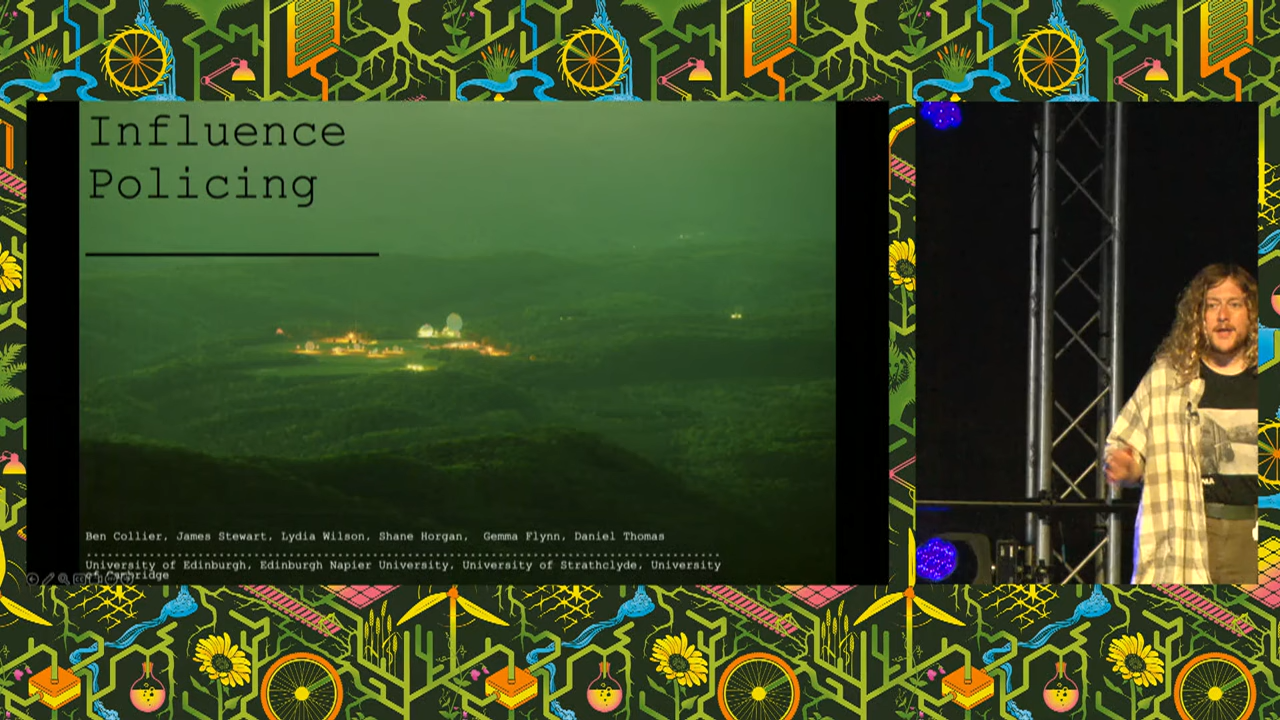 Influence
Policing
Ben Collier, James Stewart, Lydia Wilson, Shane Horgan, Gemma Flynn, Daniel Thomas
University of Edinburgh, Edinburgh Napier University, University of Strathclyde, University
of Cambridge